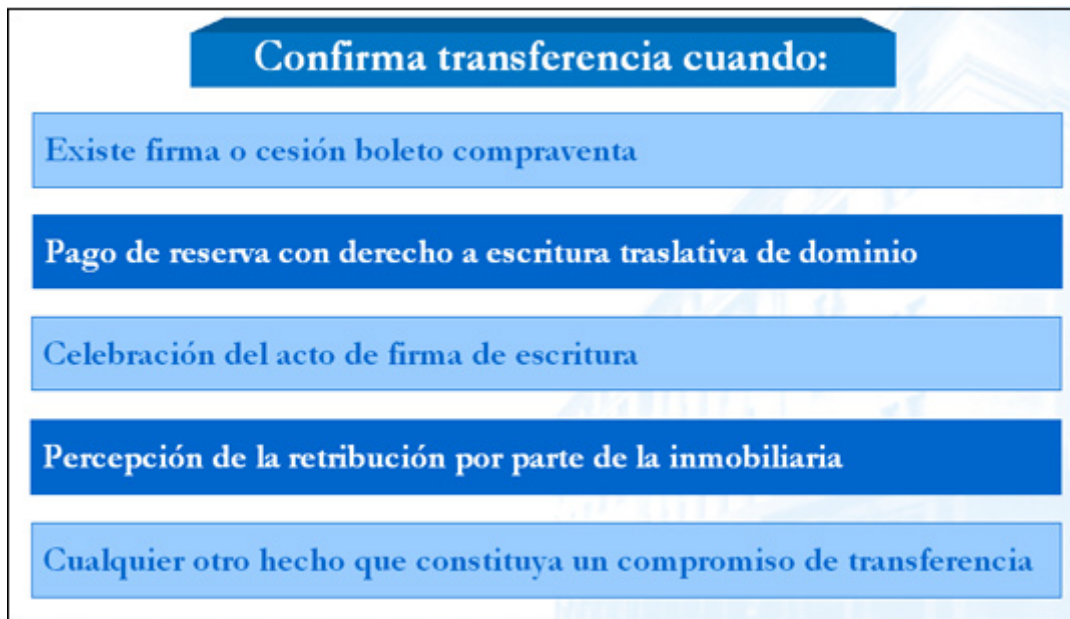 Confirma transferencia cuando:
Existe firma o cesión boleto compraventa
Pago de reserva con derecho a escritura traslativa de dominio
Celebración del acto de firma de escritura
Percepción de la retribución por parte de la inmobiliaria
Cualquier otro hecho que constituya un compromiso de transferencia